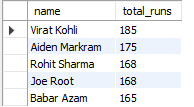 name total_runs
Virat Kohli 185
Aiden Markram 175
Rohit Sharma 168
Joe Root 168
Babar Azam 165